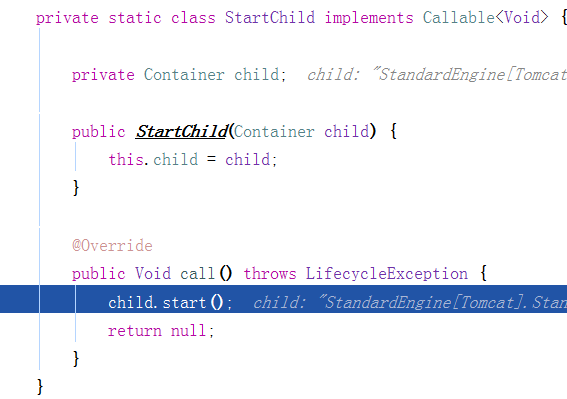 private static class StartChild implements Callable<Void> {
private Container child; child: "StandardEngine[Tomcat
public StartChild(Container child) {
this.child = child;
}
@Override
public Void call() throws LifecycleException {
child.start(); child: "StandardEngine[Tomcat].Stan
return null;
}
}